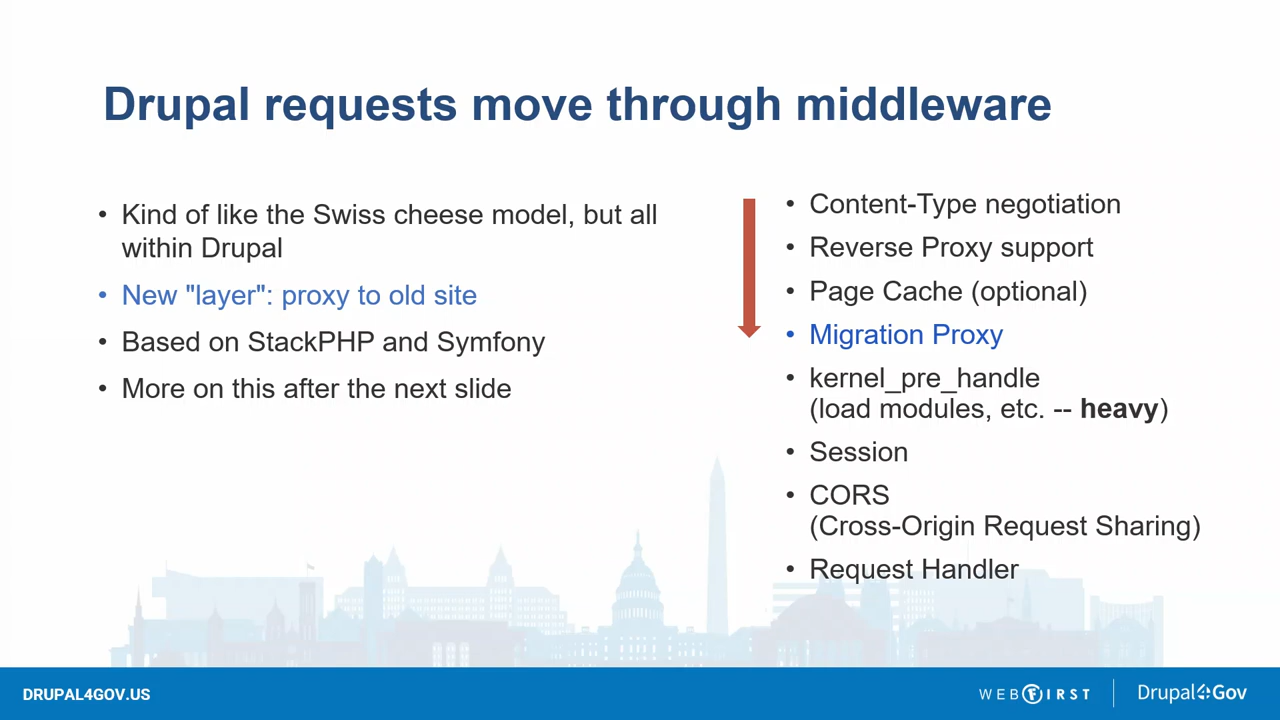 Drupal requests move through middleware
• Kind of like the Swiss cheese model, but all
within Drupal
• New "layer": proxy to old site
• Based on StackPHP and Symfony
• More on this after the next slide
• Content-Type negotiation
• Reverse Proxy support
• Page Cache (optional)
• Migration Proxy
• kernel_pre_handle
(load modules, etc. -- heavy)
• Session
• CORS
(Cross-Origin Request Sharing)
• Request Handler
DRUPAL4GOV.US
WEBFIRST
Drupal4Gov